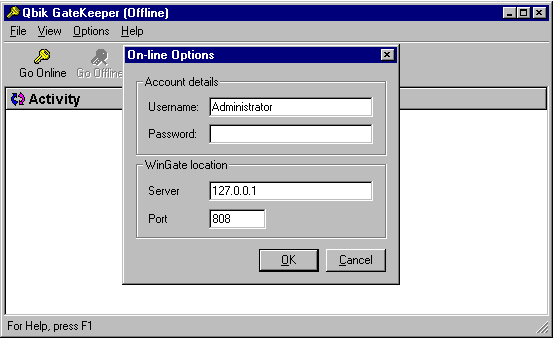 Qbik GateKeeper (Offline)
File View Options Help
Go Online Go Offline
Activity
On-line Options
Account details
Username: Administrator
Password:
WinGate location
Server 127.0.0.1
Port 808
OK Cancel
For Help, press F1